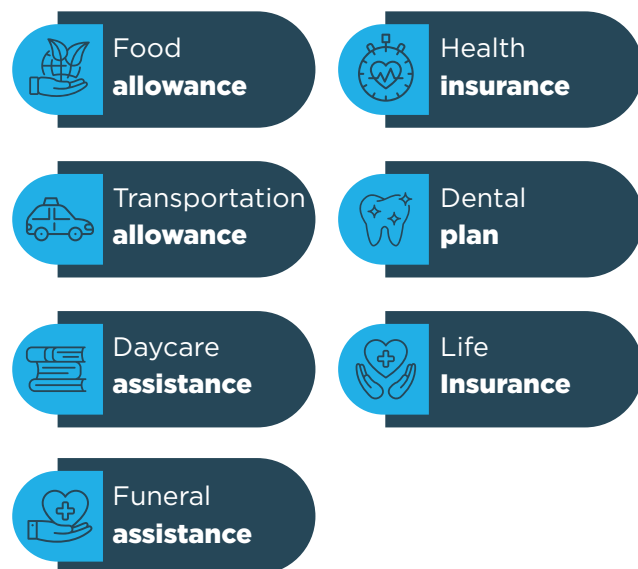 Food
allowance
Health
insurance
Transportation
allowance
Dental
plan
Daycare
assistance
Life
Insurance
Funeral
assistance